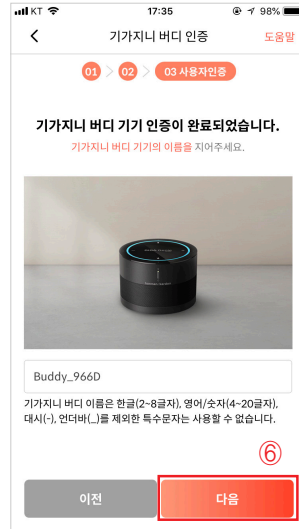 KT 17:35 98%
기가지니 버디 인증 도움말
01 > 02 > 03 사용자인증
기가지니 버디 기기 인증이 완료되었습니다.
기가지니 버디 기기의 이름을 지어주세요.
Buddy_966D
기가지니 버디 이름은 한글(2~8글자), 영어/숫자(4~20글자),
대시(-), 언더바(_)를 제외한 특수문자는 사용할 수 없습니다.
⑥
이전 다음